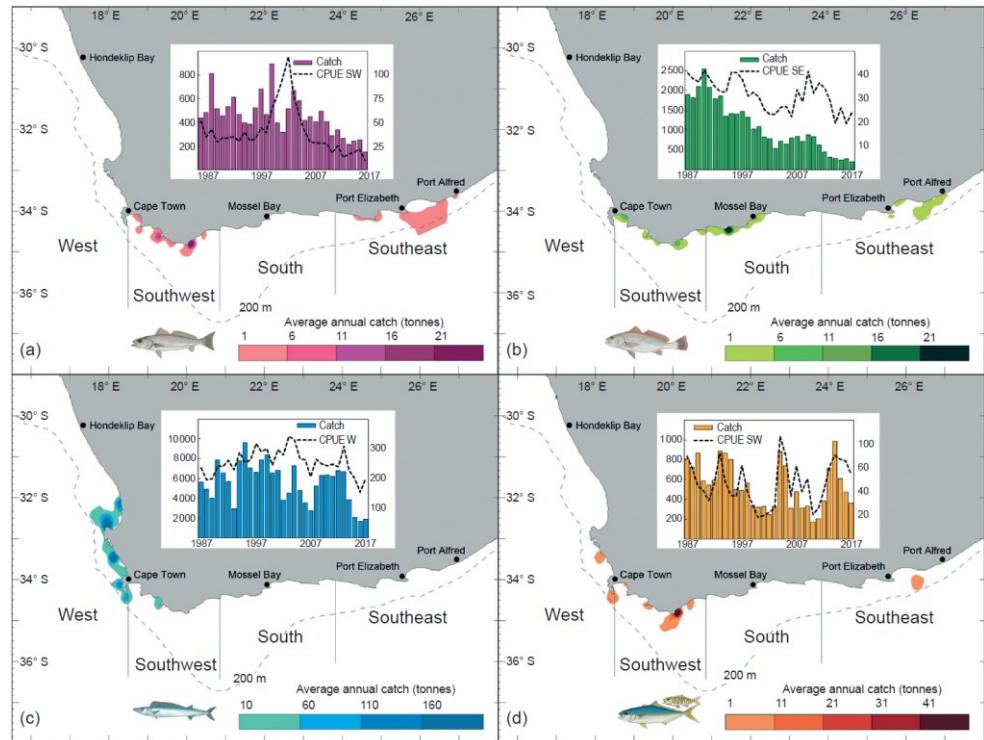 18° E 20° E 22° E 24° E 26° E
30° S
Hondeklip Bay
Catch
CPUE SW
800
600
400
200
100
75
50
25
1987 1997 2007 2017
32° S
34° S
Cape Town
Mossel Bay
Port Elizabeth
Port Alfred
West
Southwest
South
Southeast
36° S
200 m
Average annual catch (tonnes)
1 6 11 16 21
(a)
18° E 20° E 22° E 24° E 26° E
Hondeklip Bay
Catch
CPUE SE
2500
2000
1500
1000
500
40
30
20
10
1987 1997 2007 2017
Cape Town
Mossel Bay
Port Elizabeth
Port Alfred
West
Southwest
South
Southeast
200 m
Average annual catch (tonnes)
1 6 11 16 21
(b)
18° E 20° E 22° E 24° E 26° E
30° S
Hondeklip Bay
Catch
CPUE W
10000
8000
6000
4000
2000
300
200
100
1987 1997 2007 2017
32° S
34° S
Cape Town
Mossel Bay
Port Elizabeth
Port Alfred
West
Southwest
South
Southeast
36° S
200 m
Average annual catch (tonnes)
10 60 110 160
(c)
18° E 20° E 22° E 24° E 26° E
Hondeklip Bay
Catch
CPUE SW
1000
800
600
400
200
100
80
60
40
20
1987 1997 2007 2017
Cape Town
Mossel Bay
Port Elizabeth
Port Alfred
West
Southwest
South
Southeast
200 m
Average annual catch (tonnes)
1 11 21 31 41
(d)